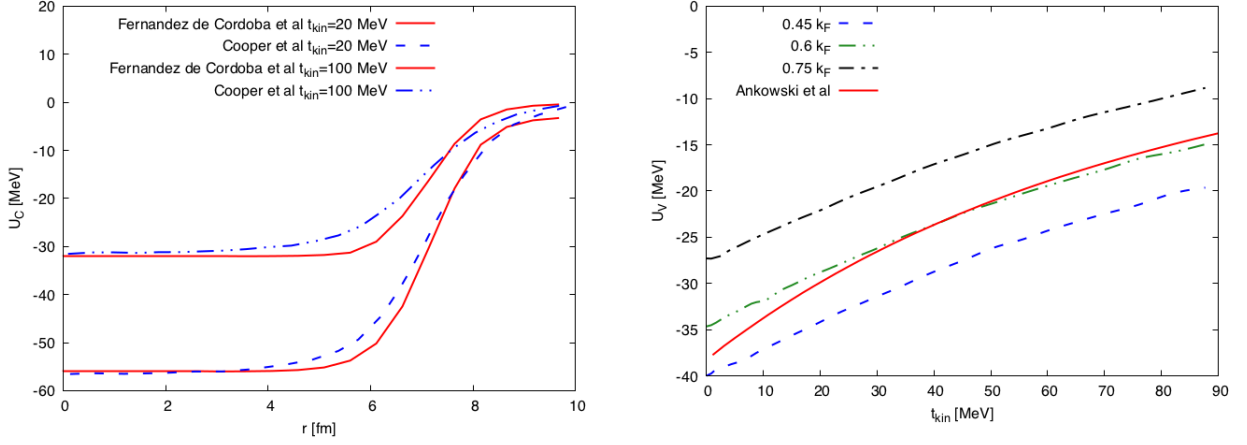 Fernandez de Cordoba et al t_kin=20 MeV
Cooper et al t_kin=20 MeV
Fernandez de Cordoba et al t_kin=100 MeV
Cooper et al t_kin=100 MeV
20
10
0
-10
-20
-30
-40
-50
-60
U_C [MeV]
0 2 4 6 8 10
r [fm]
0.45 k_F
0.6 k_F
0.75 k_F
Ankowski et al
0
-5
-10
-15
-20
-25
-30
-35
-40
U_V [MeV]
0 10 20 30 40 50 60 70 80 90
t_kin [MeV]